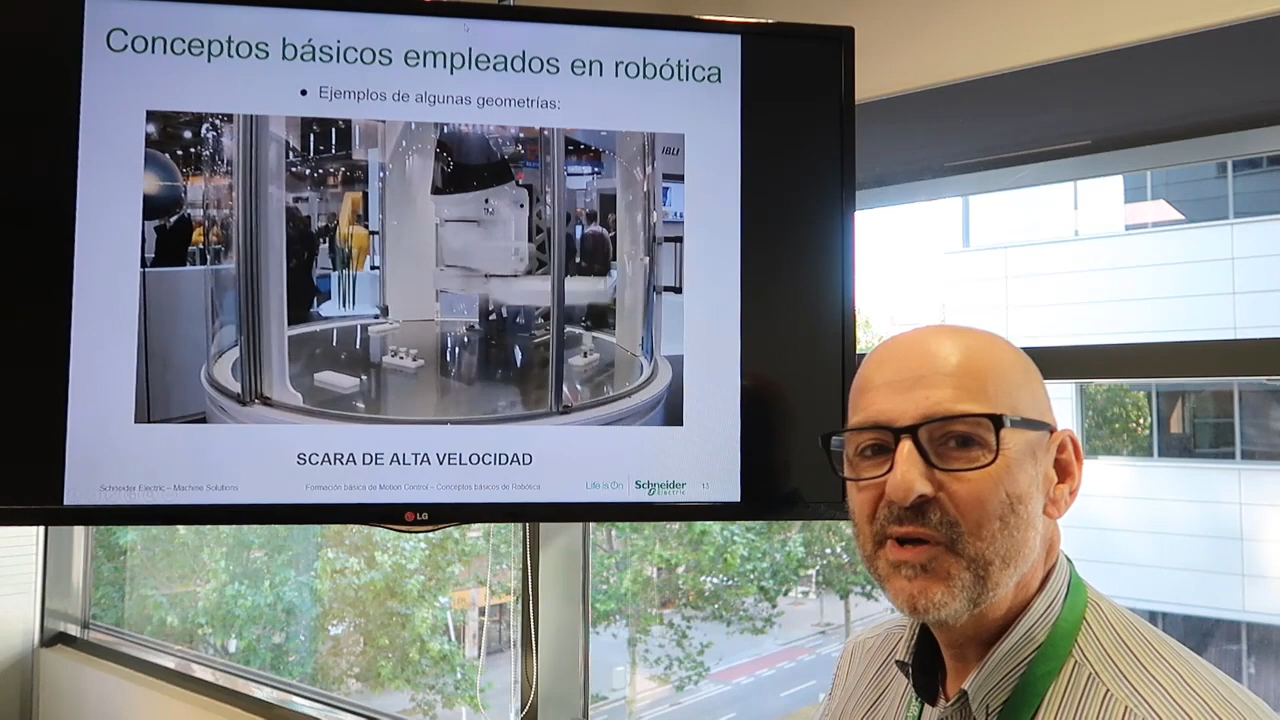 Conceptos básicos empleados en robótica
● Ejemplos de algunas geometrías:
IBLI
SCARA DE ALTA VELOCIDAD
Schneider Electric – Machine Solutions
Formación básica de Motion Control – Conceptos básicos de Robótica
Life Is On
Schneider
Electric
13
LG